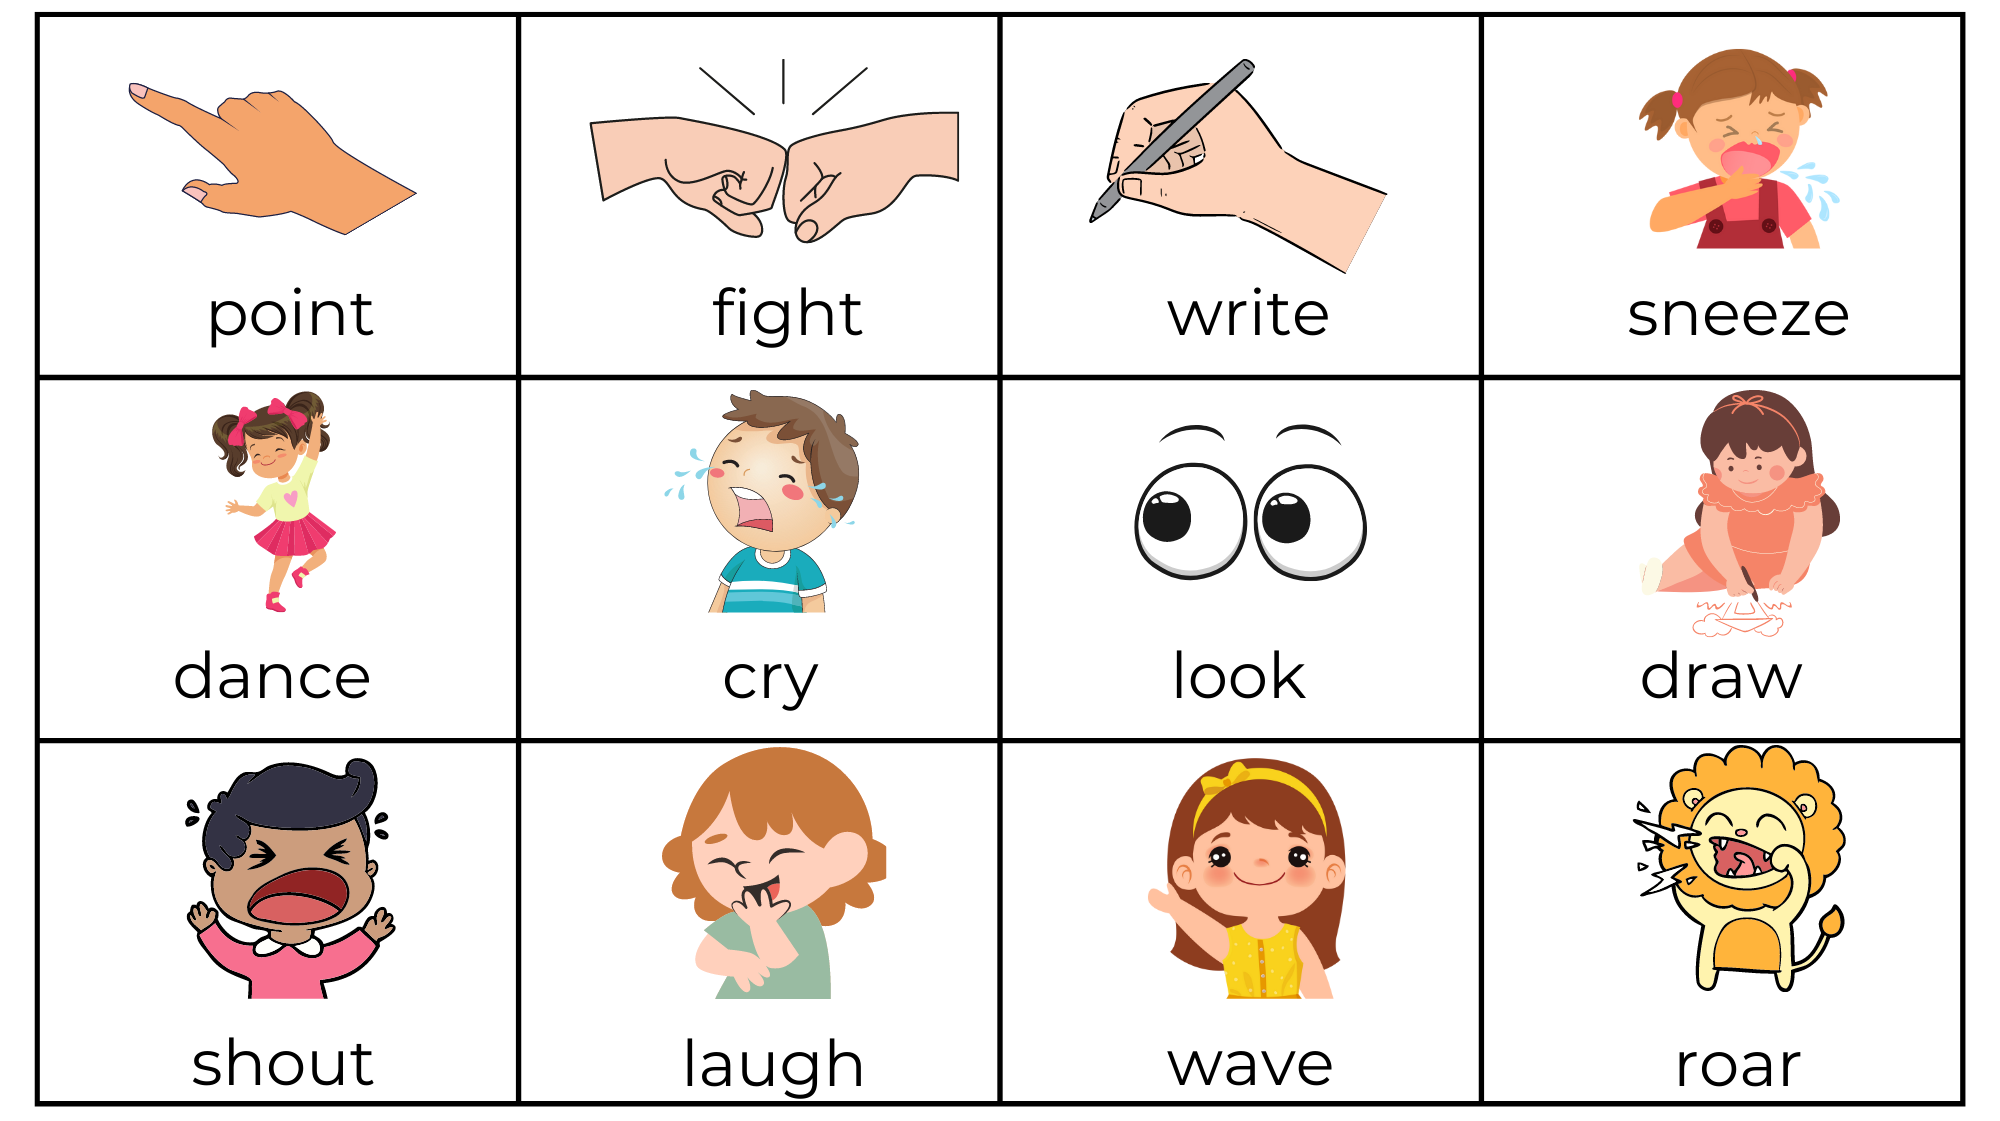 point
fight
write
sneeze
dance
cry
look
draw
shout
laugh
wave
roar